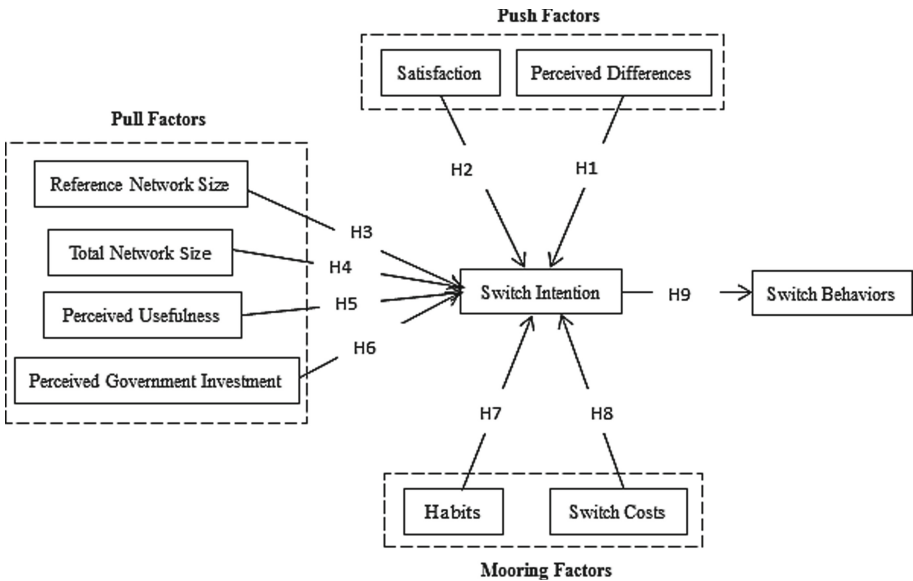 Push Factors
Satisfaction
Perceived Differences
Pull Factors
Reference Network Size
Total Network Size
Perceived Usefulness
Perceived Government Investment
H2
H1
H3
H4
H5
H6
Switch Intention
H9
Switch Behaviors
H7
H8
Habits
Switch Costs
Mooring Factors